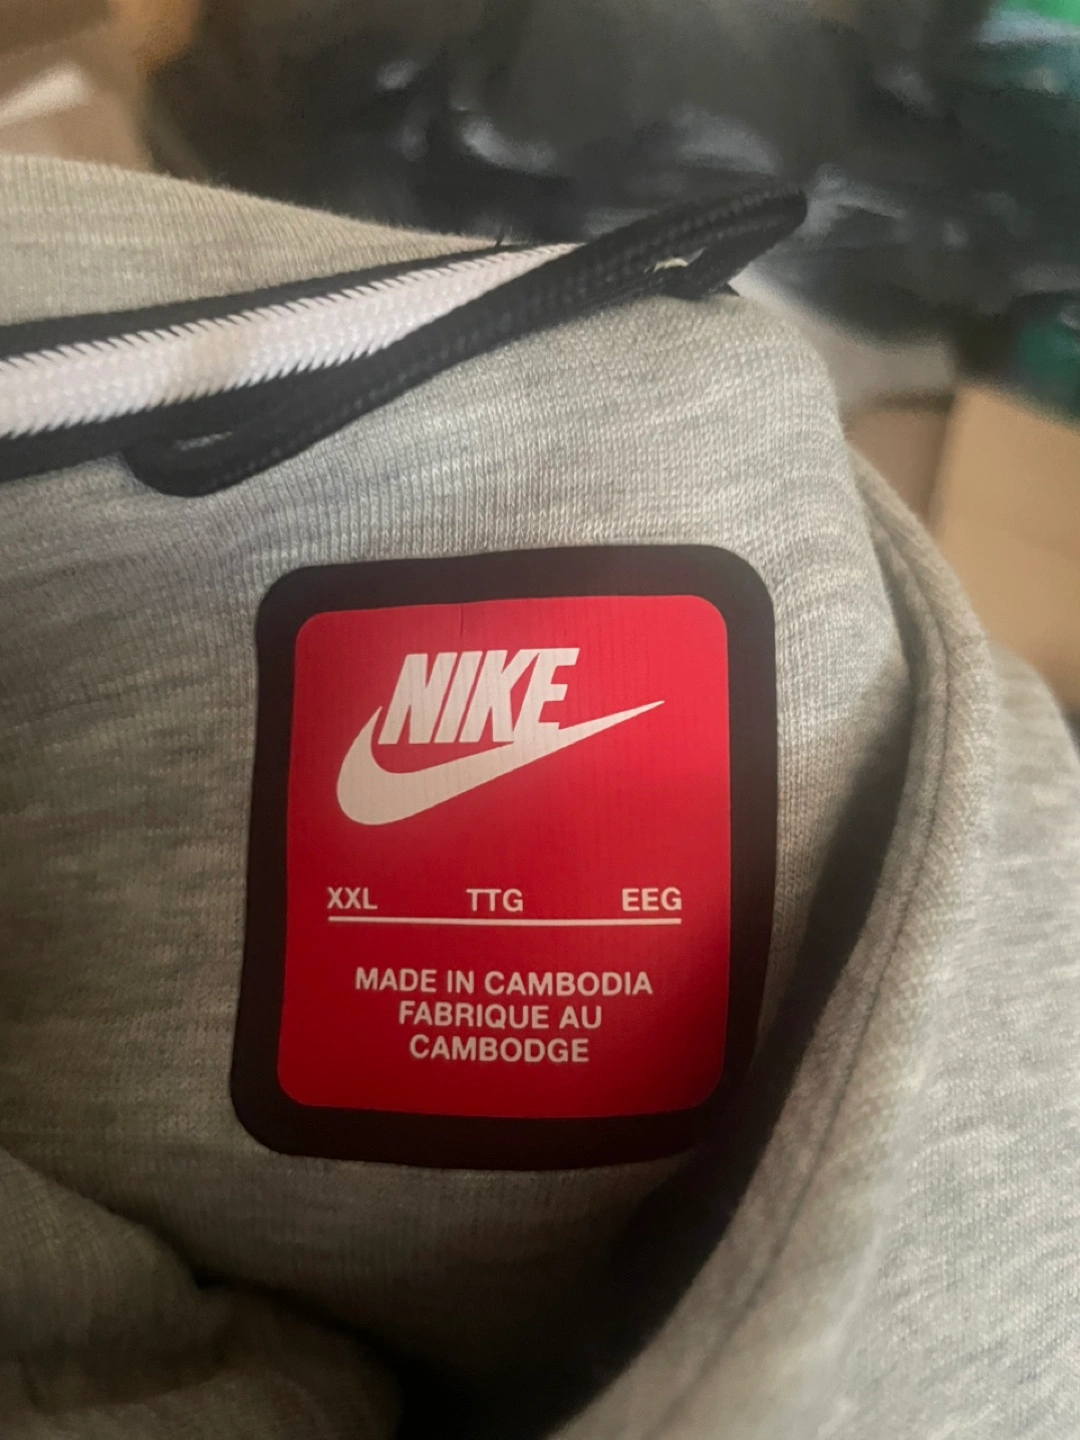 NIKE
XXL TTG EEG
MADE IN CAMBODIA
FABRIQUE AU
CAMBODGE